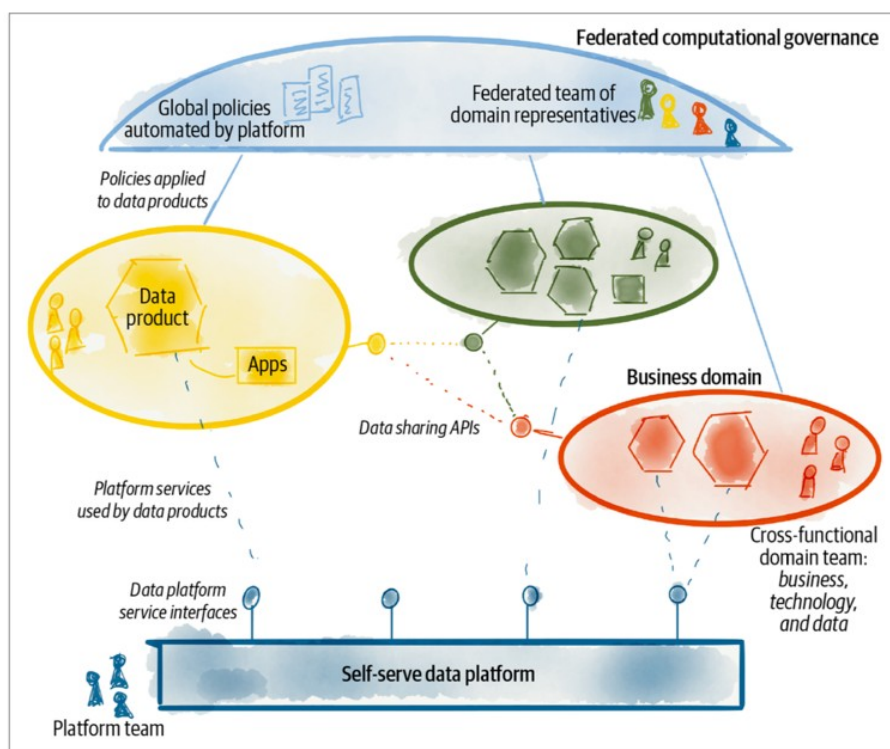 Federated computational governance
Global policies
automated by platform
Federated team of
domain representatives
Policies applied
to data products
Data
product
Apps
Business domain
Data sharing APIs
Platform services
used by data products
Cross-functional
domain team:
business,
technology,
and data
Data platform
service interfaces
Self-serve data platform
Platform team